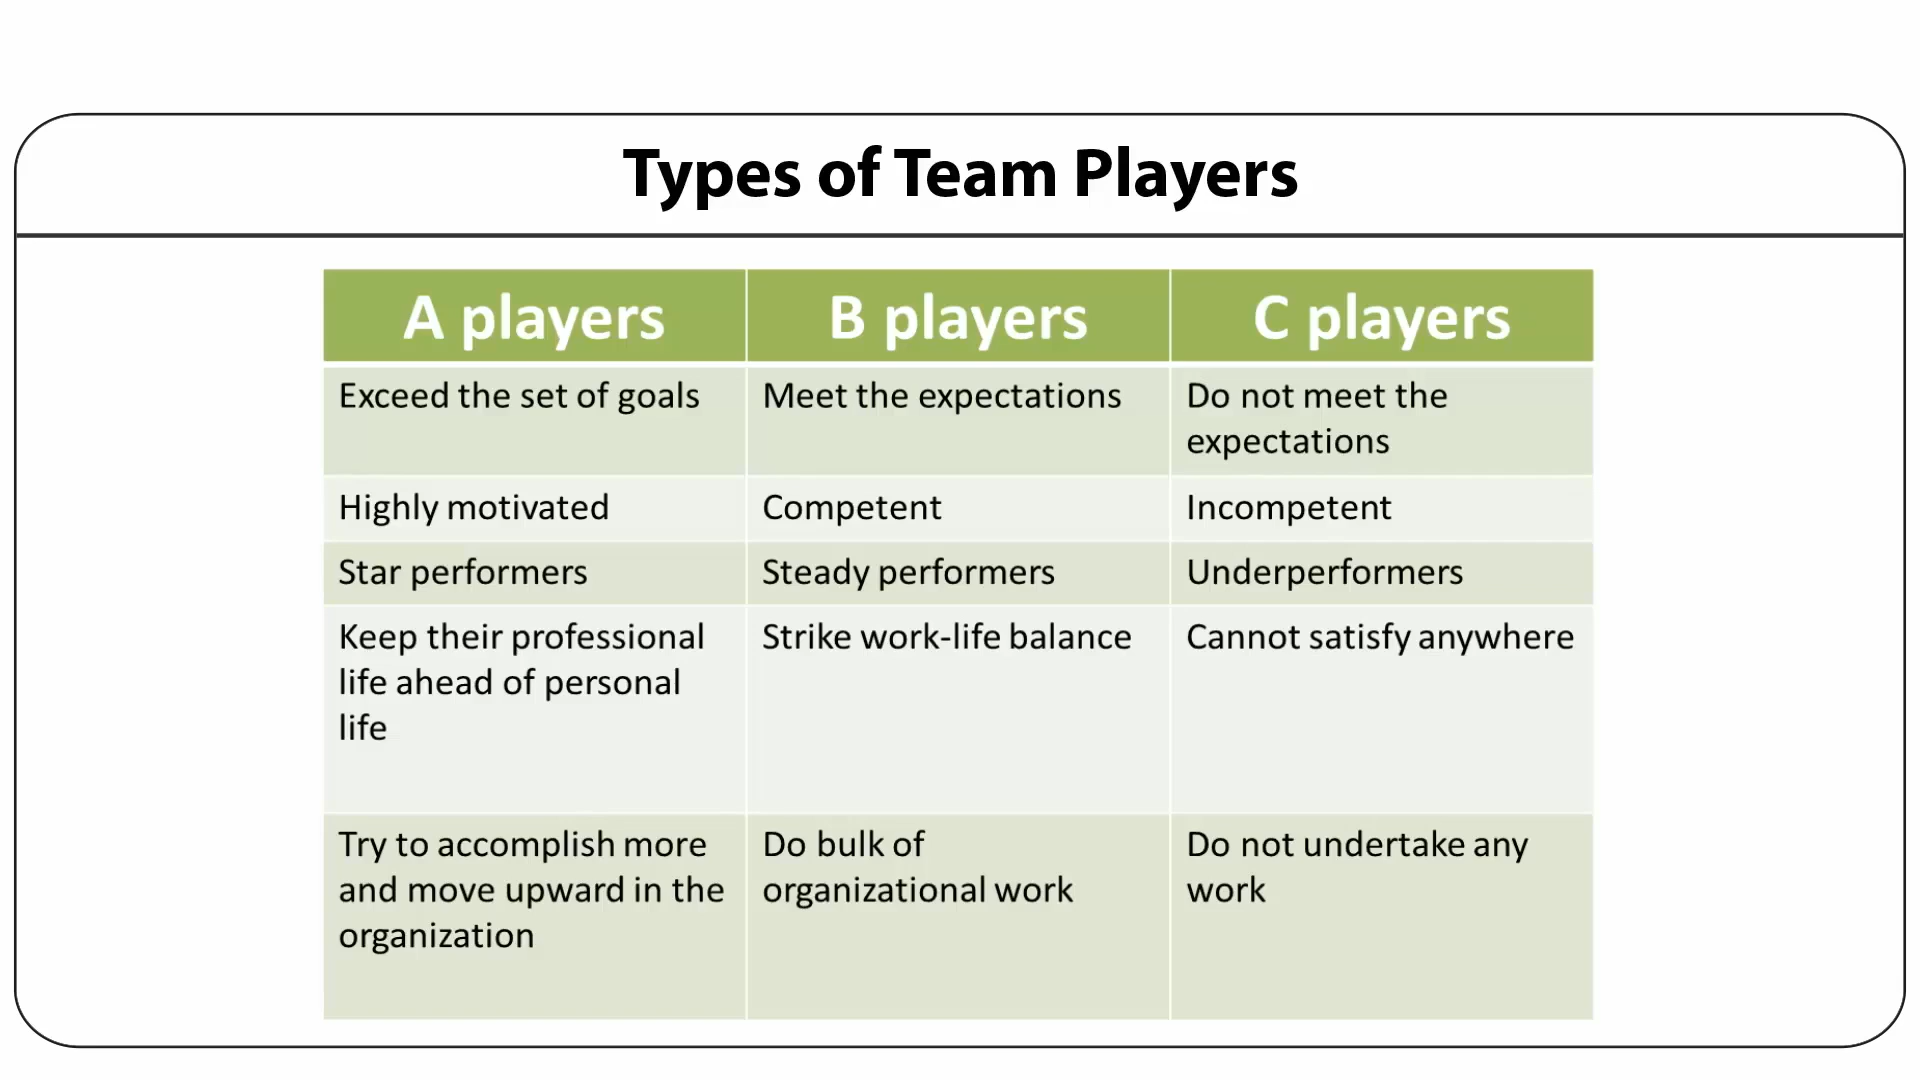 Types of Team Players
A players
B players
C players
Exceed the set of goals
Meet the expectations
Do not meet the
expectations
Highly motivated
Competent
Incompetent
Star performers
Steady performers
Underperformers
Keep their professional
life ahead of personal
life
Strike work-life balance
Cannot satisfy anywhere
Try to accomplish more
and move upward in the
organization
Do bulk of
organizational work
Do not undertake any
work